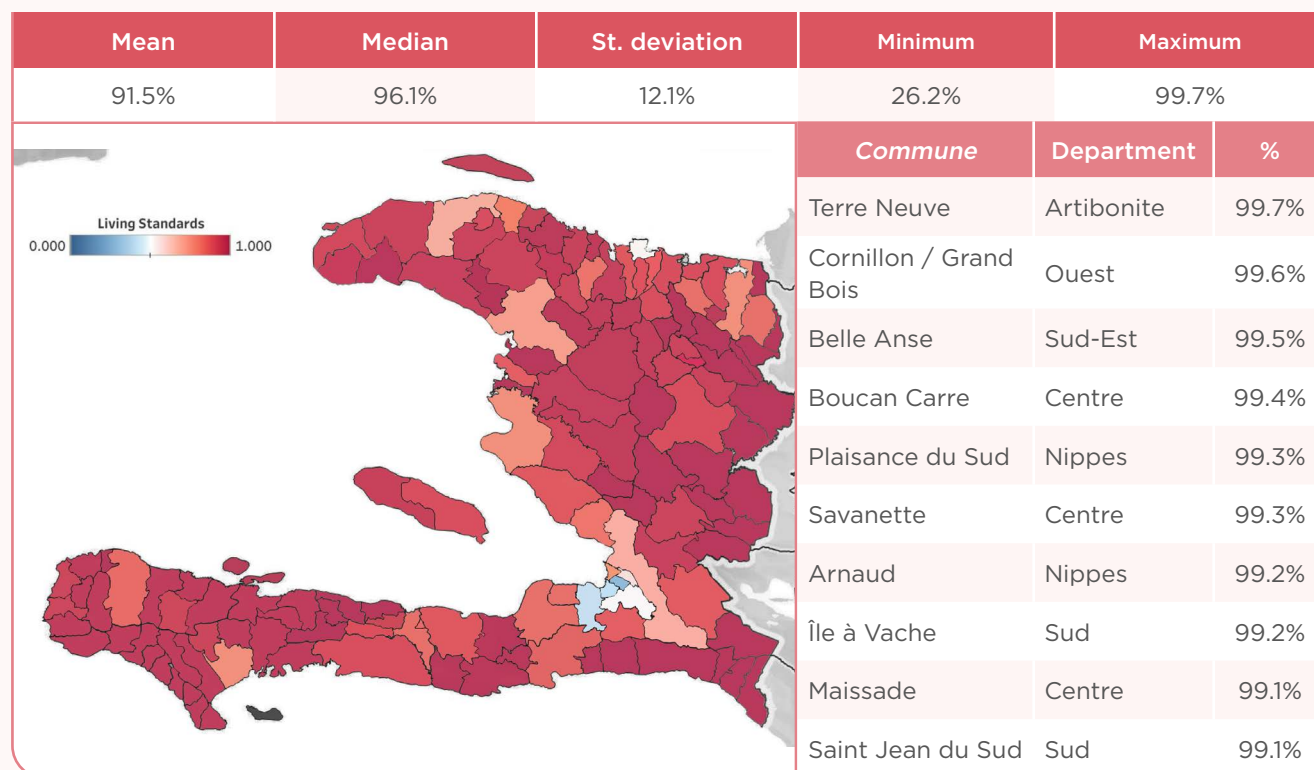 Mean Median St. deviation Minimum Maximum
91.5% 96.1% 12.1% 26.2% 99.7%
Living Standards
0.000 1.000
Commune Department %
Terre Neuve Artibonite 99.7%
Cornillon / Grand
Bois Ouest 99.6%
Belle Anse Sud-Est 99.5%
Boucan Carre Centre 99.4%
Plaisance du Sud Nippes 99.3%
Savanette Centre 99.3%
Arnaud Nippes 99.2%
Île à Vache Sud 99.2%
Maissade Centre 99.1%
Saint Jean du Sud Sud 99.1%